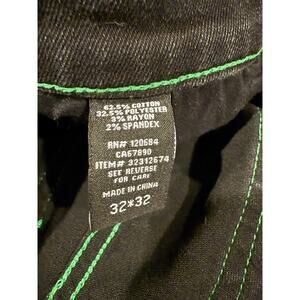 62.5% COTTON
32.5% POLYESTER
3% RAYON
2% SPANDEX
RN# 120684
CA57890
ITEM# 32312674
SEE REVERSE
FOR CARE
MADE IN CHINA
32*32